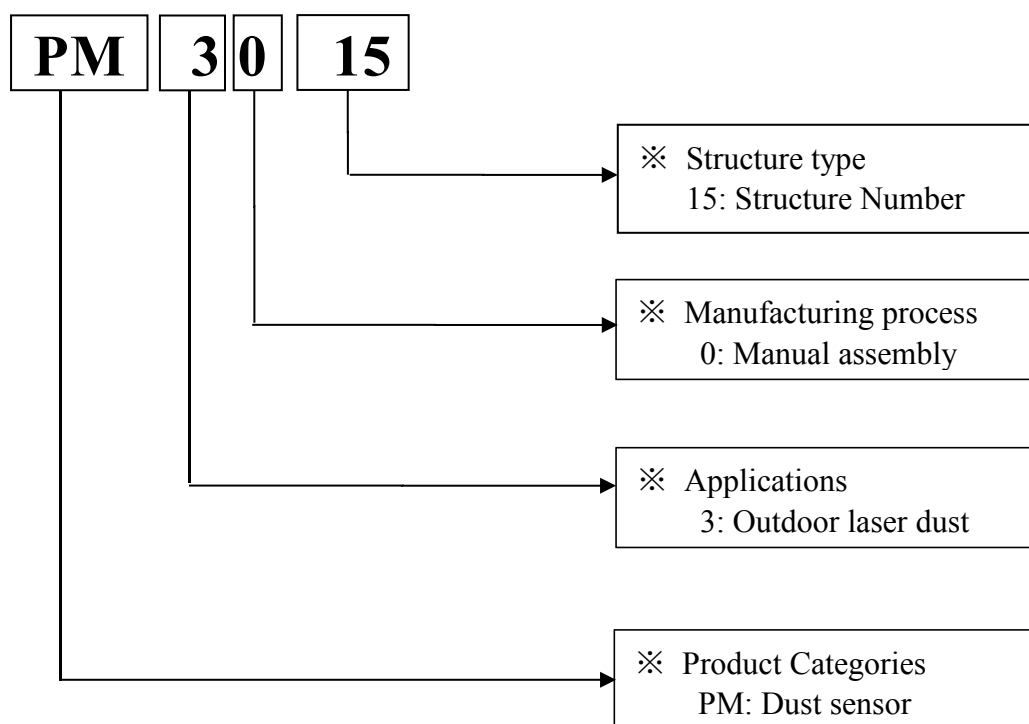 PM 3 0 15
※ Structure type
15: Structure Number
※ Manufacturing process
0: Manual assembly
※ Applications
3: Outdoor laser dust
※ Product Categories
PM: Dust sensor